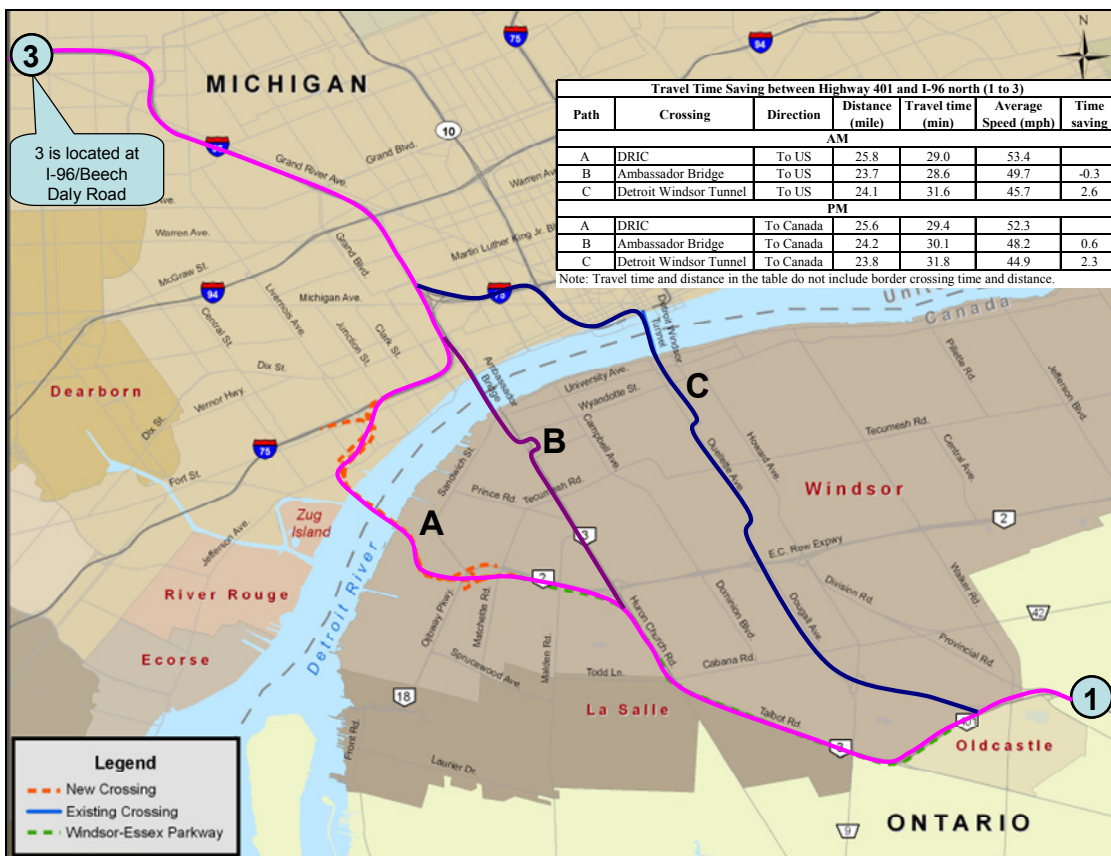 3
MICHIGAN
75
94
N
10
3 is located at
I-96/Beech
Daly Road
Travel Time Saving between Highway 401 and I-96 north (1 to 3)
Path Crossing Direction Distance (mile) Travel time (min) Average Speed (mph) Time saving
AM
A DRIC To US 25.8 29.0 53.4
B Ambassador Bridge To US 23.7 28.6 49.7 -0.3
C Detroit Windsor Tunnel To US 24.1 31.6 45.7 2.6
PM
A DRIC To Canada 25.6 29.4 52.3
B Ambassador Bridge To Canada 24.2 30.1 48.2 0.6
C Detroit Windsor Tunnel To Canada 23.8 31.8 44.9 2.3
Note: Travel time and distance in the table do not include border crossing time and distance.
Grand River Ave.
Grand Blvd.
Warren Ave.
Warren Ave.
Martin Luther King Jr. Bl
McGraw St.
Grand Blvd.
94
Livernois Ave.
Michigan Ave.
Central St.
Junction St.
Clark St.
Canada
Detroit Windsor
Tunnel
Dix St.
Ambassador
Bridge
Dearborn
Vernor Hwy.
University Ave.
Wyandotte St.
C
Pillette Rd.
Jefferson Blvd.
Dix St.
75
B
Campbell Ave.
Ouellette Ave.
Howard Ave.
Tecumesh Rd.
Central Ave.
Fort St.
Sandwich St.
Prince Rd.
Tecumesh Rd.
Windsor
Zug
Island
A
3
2
Jefferson Ave.
Detroit River
E.C. Row Expwy
River Rouge
2
Ojibway Pkwy.
Matchette Rd.
Huron Church Rd.
Dominion Blvd.
Dougall Ave.
Division Rd.
Walker Rd.
42
Ecorse
Sprucewood Ave.
Malden Rd.
Todd Ln.
Cabana Rd.
Provincial Rd.
18
La Salle
Talbot Rd.
1
401
Oldcastle
Front Rd.
Laurier Dr.
3
9
ONTARIO
Legend
New Crossing
Existing Crossing
Windsor-Essex Parkway